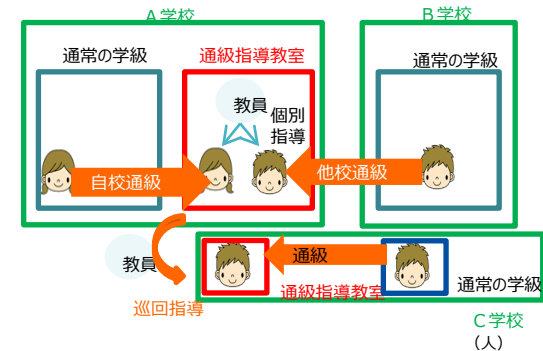 A学校
B学校
通常の学級
通級指導教室
通常の学級
教員
個別
指導
自校通級
他校通級
教員
通級
巡回指導
通級指導教室
通常の学級
C学校
(人)